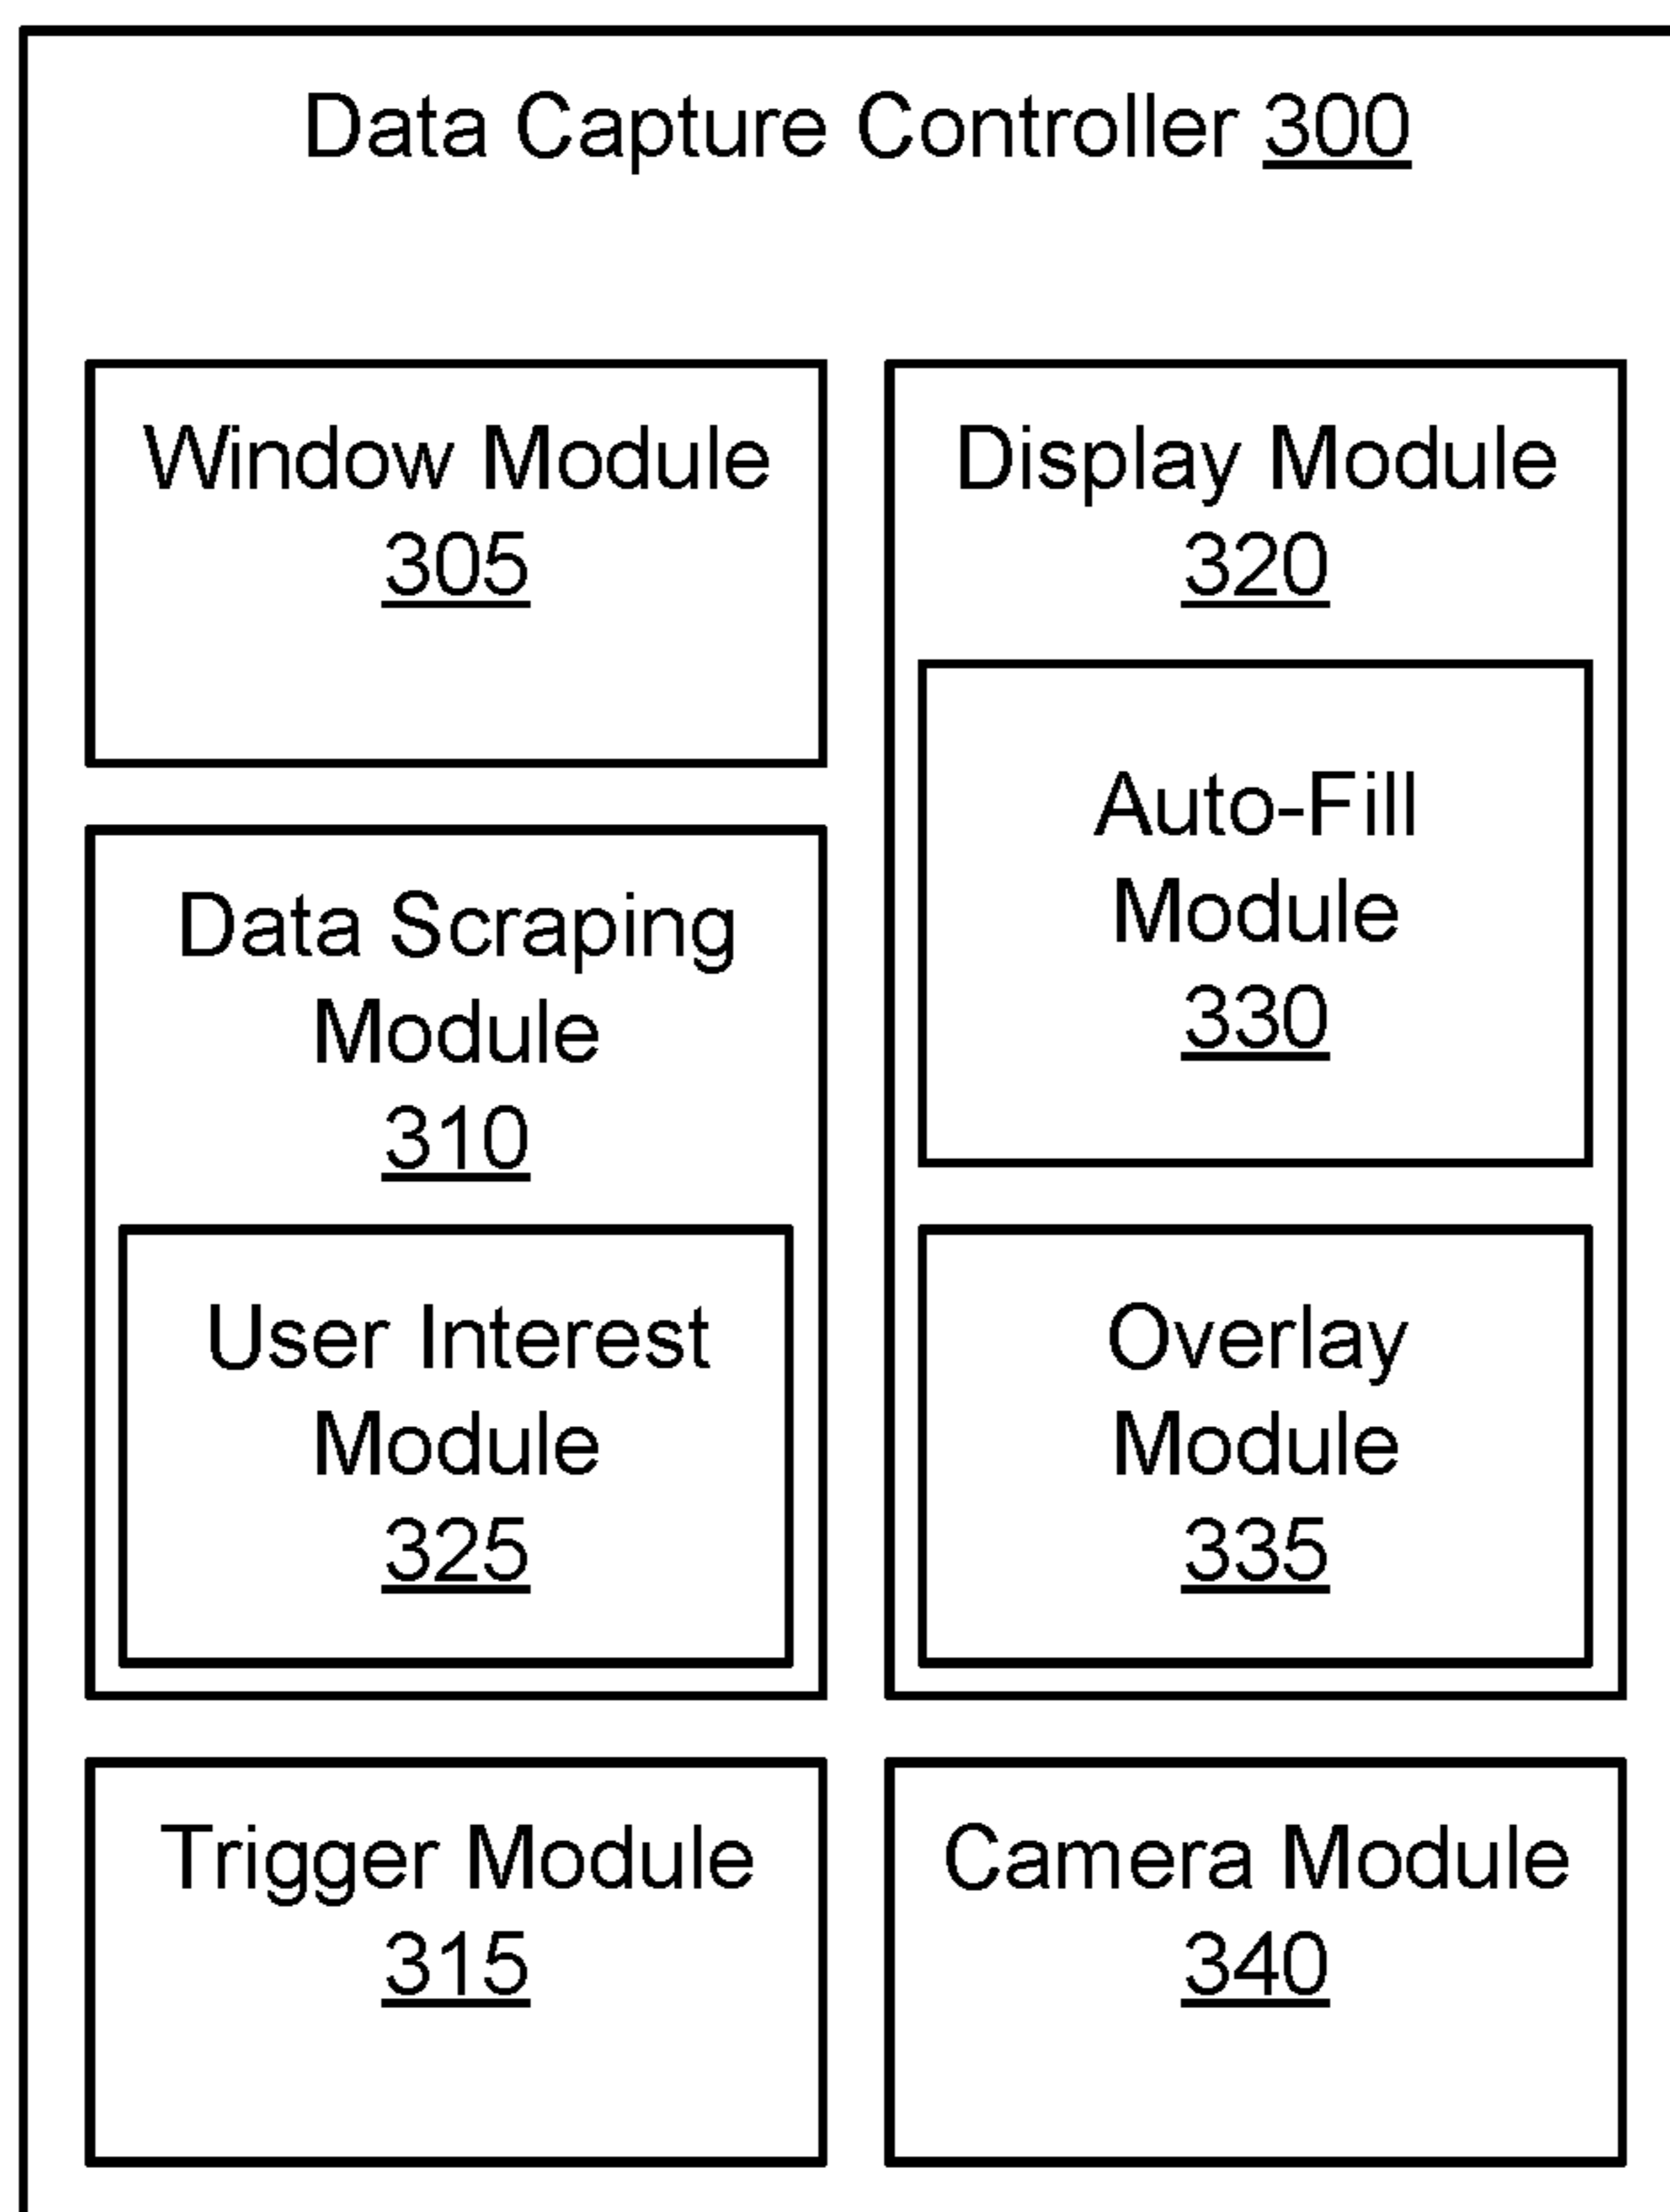 Data Capture Controller 300
Window Module
305
Data Scraping
Module
310
User Interest
Module
325
Trigger Module
315
Display Module
320
Auto-Fill
Module
330
Overlay
Module
335
Camera Module
340